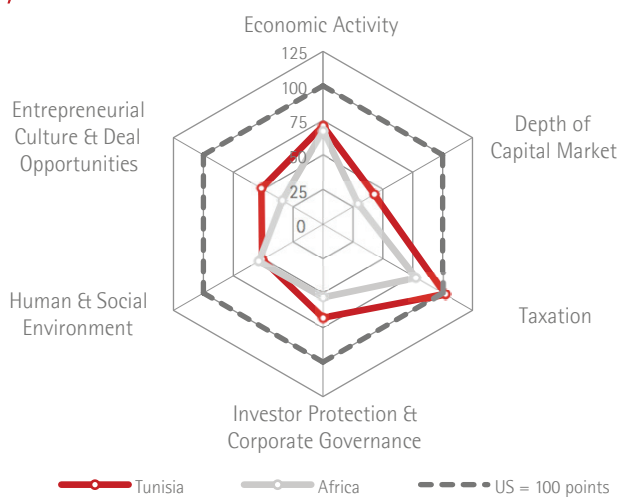 Economic Activity
125
100
75
50
25
0
Entrepreneurial
Culture & Deal
Opportunities
Depth of
Capital Market
Human & Social
Environment
Taxation
Investor Protection &
Corporate Governance
Tunisia
Africa
US = 100 points